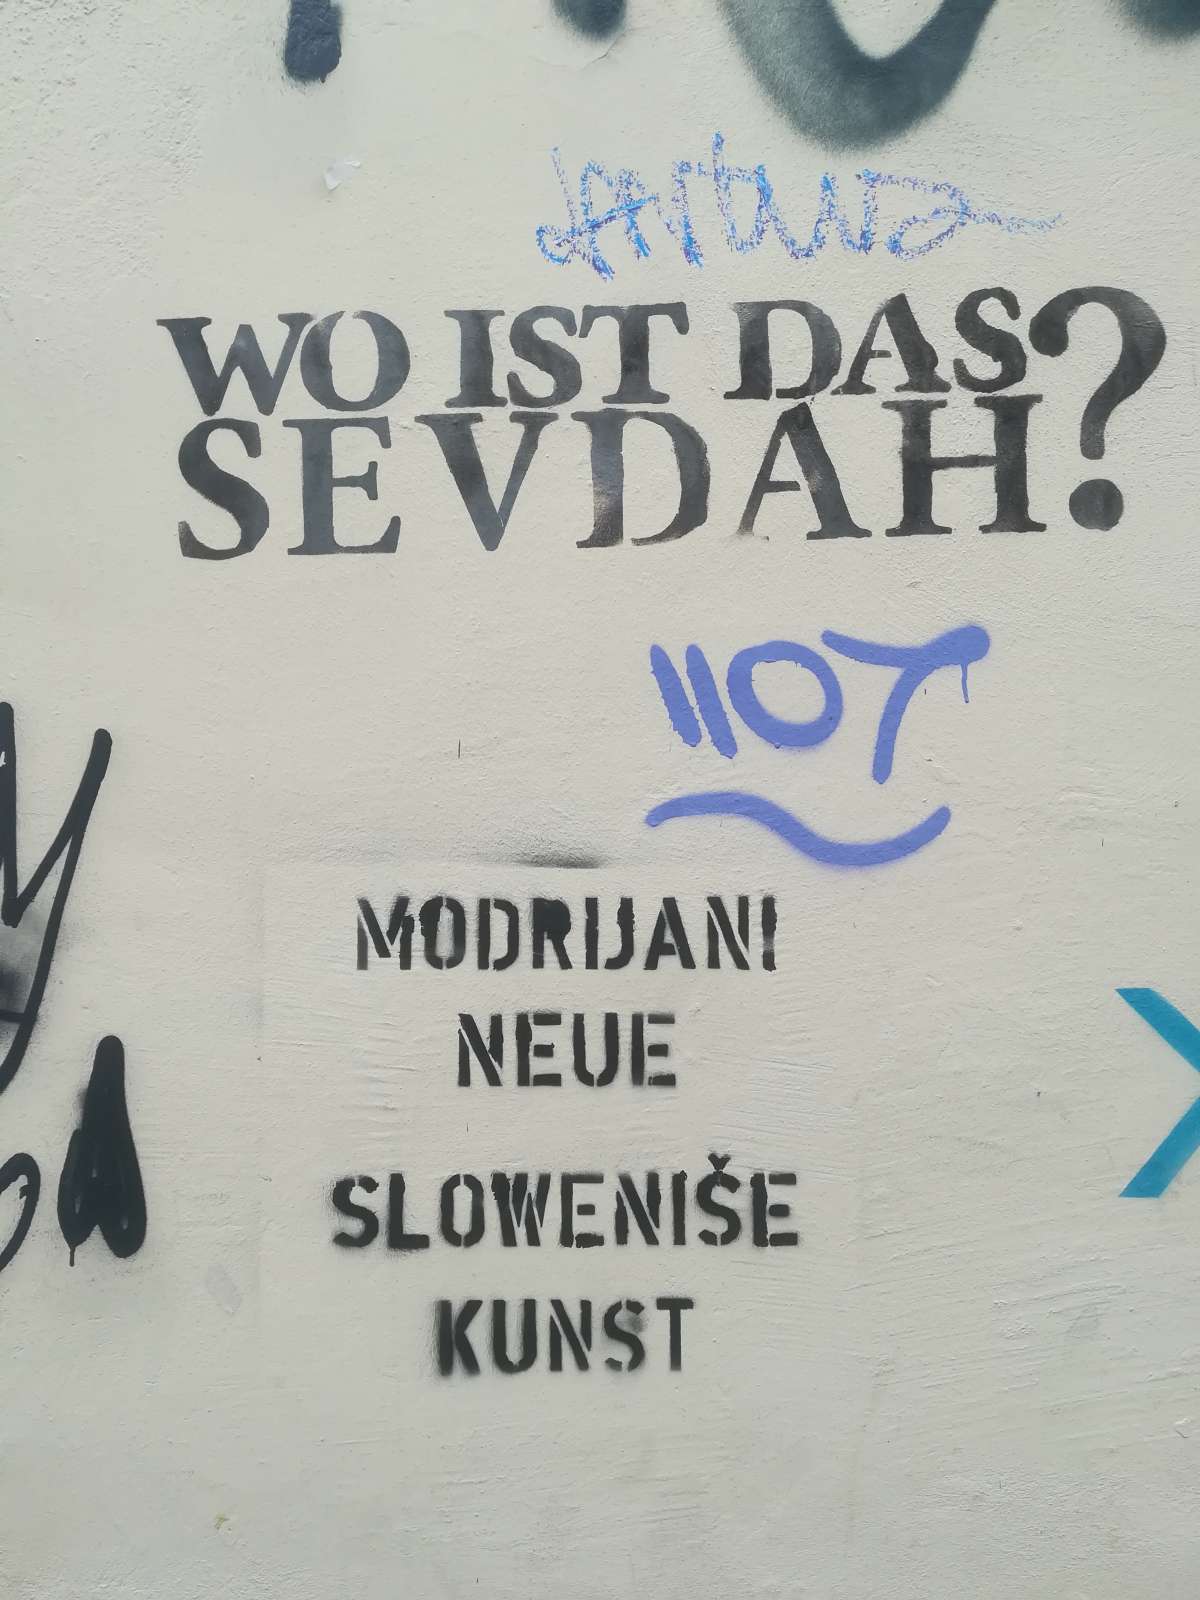 WO IST DAS?
SEVDAH
MODRIJANI
NEUE
SLOWENIŠE
KUNST